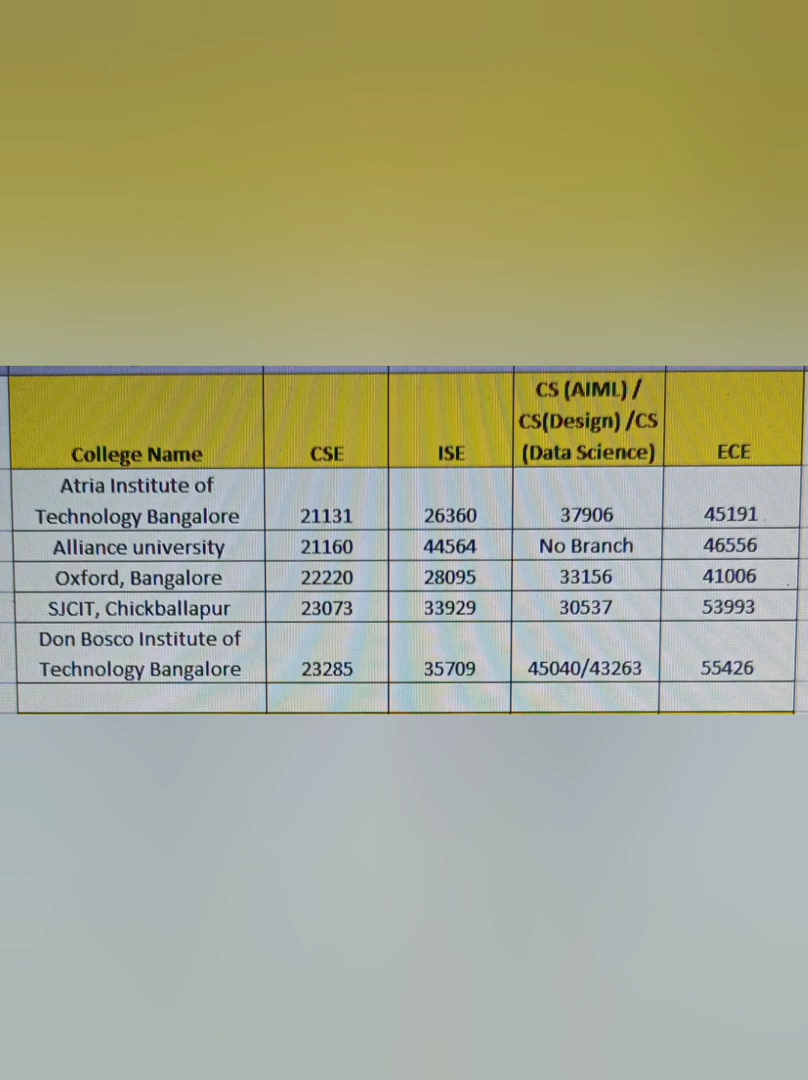 College Name CSE ISE CS (AIML) / CS(Design) /CS (Data Science) ECE
Atria Institute of
Technology Bangalore 21131 26360 37906 45191
Alliance university 21160 44564 No Branch 46556
Oxford, Bangalore 22220 28095 33156 41006
SJCIT, Chickballapur 23073 33929 30537 53993
Don Bosco Institute of
Technology Bangalore 23285 35709 45040/43263 55426